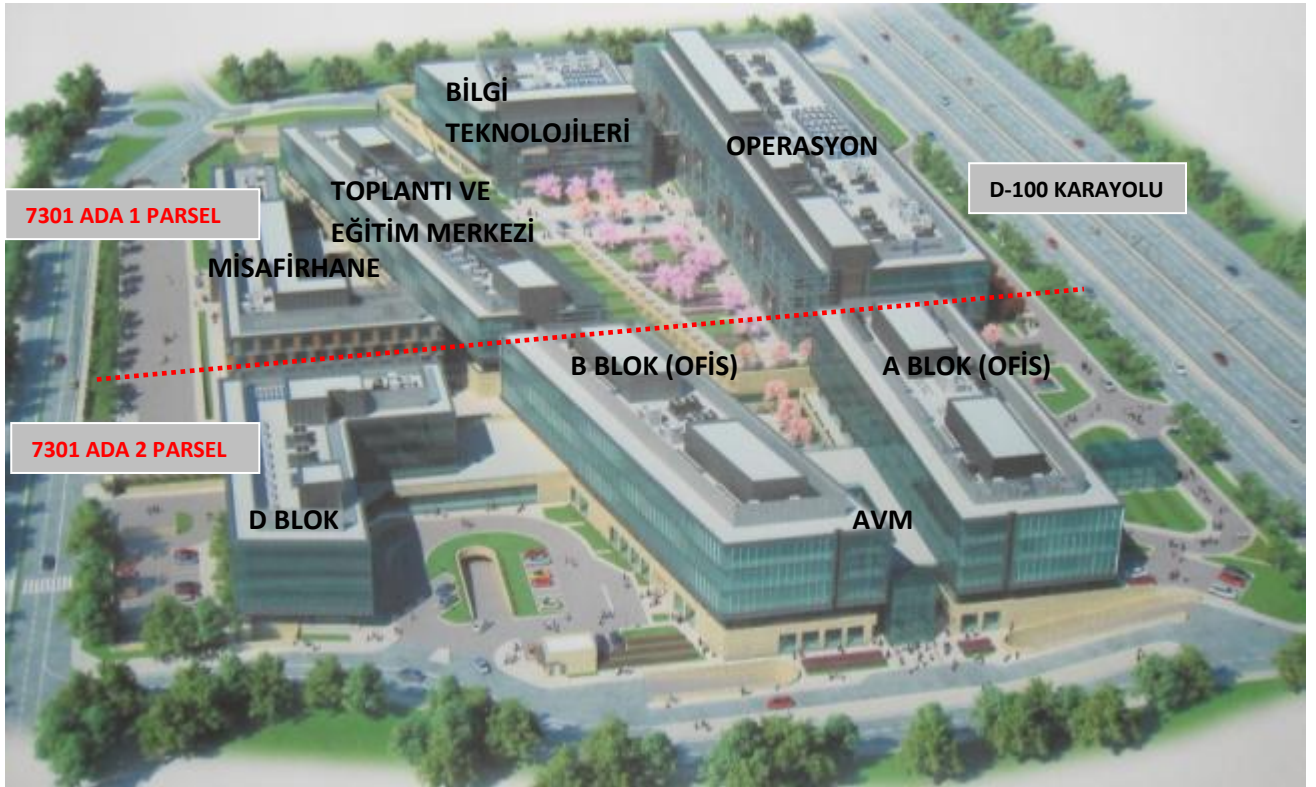 BİLGİ
TEKNOLOJİLERİ
OPERASYON
TOPLANTI VE
EĞİTİM MERKEZİ
D-100 KARAYOLU
7301 ADA 1 PARSEL
MİSAFİRHANE
B BLOK (OFİS)
A BLOK (OFİS)
7301 ADA 2 PARSEL
D BLOK
AVM